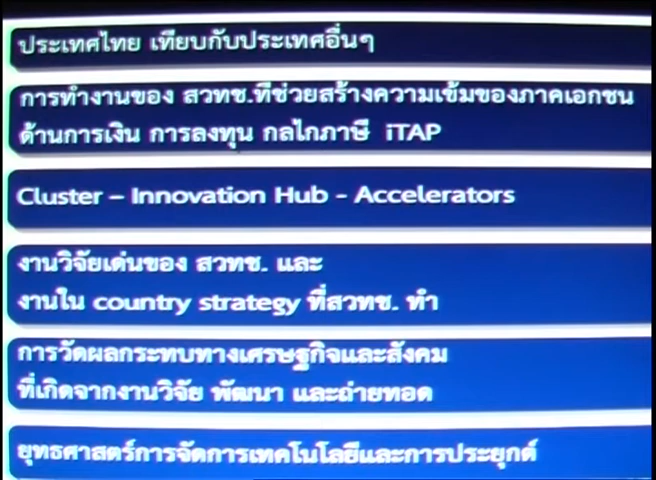 ประเทศไทย เทียบกับประเทศอื่นๆ
การทำงานของ สวทช.ที่ช่วยสร้างความเข้มของภาคเอกชน
ด้านการเงิน การลงทุน กลไกภาษี iTAP
Cluster – Innovation Hub - Accelerators
งานวิจัยเด่นของ สวทช. และ
งานใน country strategy ที่สวทช. ทำ
การวัดผลกระทบทางเศรษฐกิจและสังคม
ที่เกิดจากงานวิจัย พัฒนา และถ่ายทอด
ยุทธศาสตร์การจัดการเทคโนโลยีและการประยุกต์